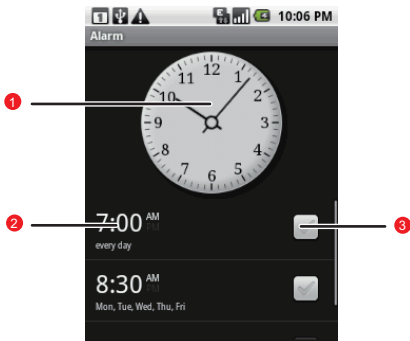 10:06 PM
Alarm
12
11 1
10 2
9 3
8 4
7 5
6
1
2
3
7:00 AM
PM
every day
8:30 AM
PM
Mon, Tue, Wed, Thu, Fri